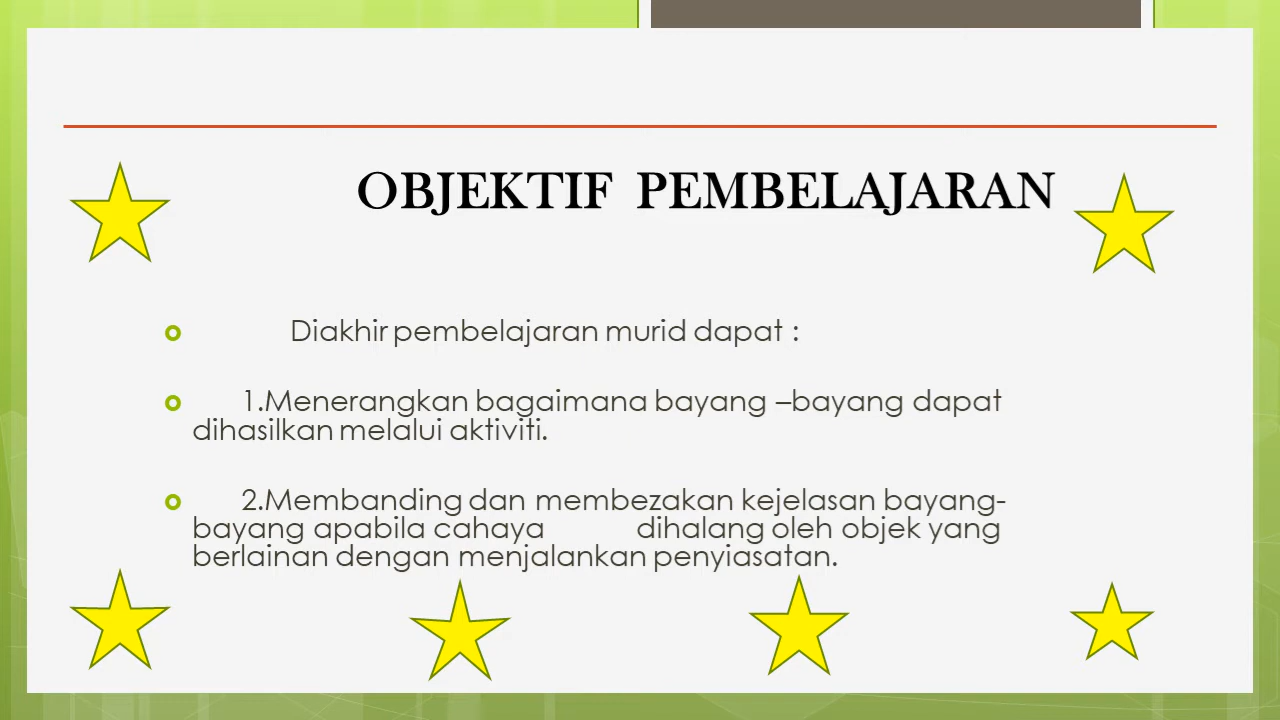 OBJEKTIF PEMBELAJARAN
Diakhir pembelajaran murid dapat :
1.Menerangkan bagaimana bayang –bayang dapat
dihasilkan melalui aktiviti.
2.Membanding dan membezakan kejelasan bayang-
bayang apabila cahaya dihalang oleh objek yang
berlainan dengan menjalankan penyiasatan.